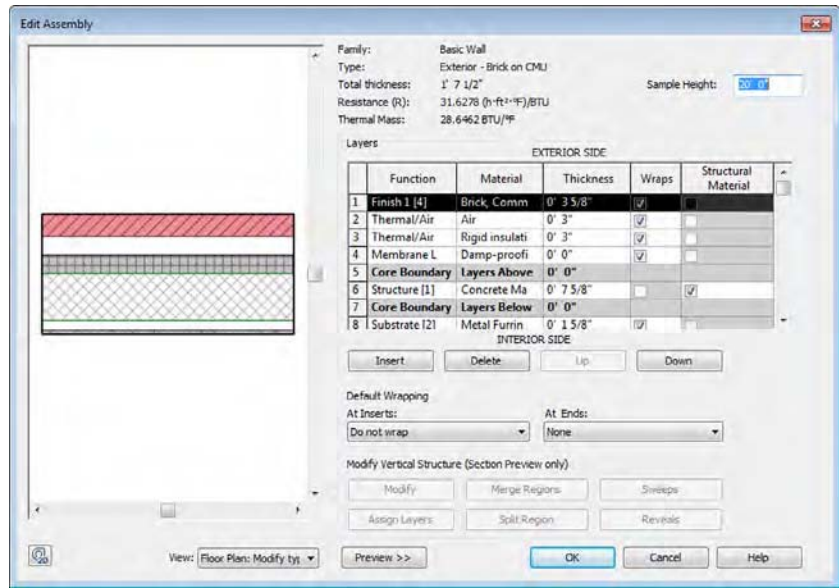 Edit Assembly
Family: Basic Wall
Type: Exterior - Brick on CMU
Total thickness: 1' 7 1/2" Sample Height: 20' 0"
Resistance (R): 31.6278 (h·ft²·°F)/BTU
Thermal Mass: 28.6462 BTU/°F
Layers
EXTERIOR SIDE
Function Material Thickness Wraps Structural Material
1 Finish 1 [4] Brick, Comm 0' 3 5/8"
2 Thermal/Air Air 0' 3"
3 Thermal/Air Rigid insulati 0' 3"
4 Membrane L Damp-proofi 0' 0"
5 Core Boundary Layers Above 0' 0"
6 Structure [1] Concrete Ma 0' 7 5/8"
7 Core Boundary Layers Below 0' 0"
8 Substrate [2] Metal Furrin 0' 1 5/8"
INTERIOR SIDE
Insert Delete Up Down
Default Wrapping
At Inserts: At Ends:
Do not wrap None
Modify Vertical Structure (Section Preview only)
Modify Merge Regions Sweeps
Assign Layers Split Region Reveals
View: Floor Plan: Modify ty Preview >> OK Cancel Help